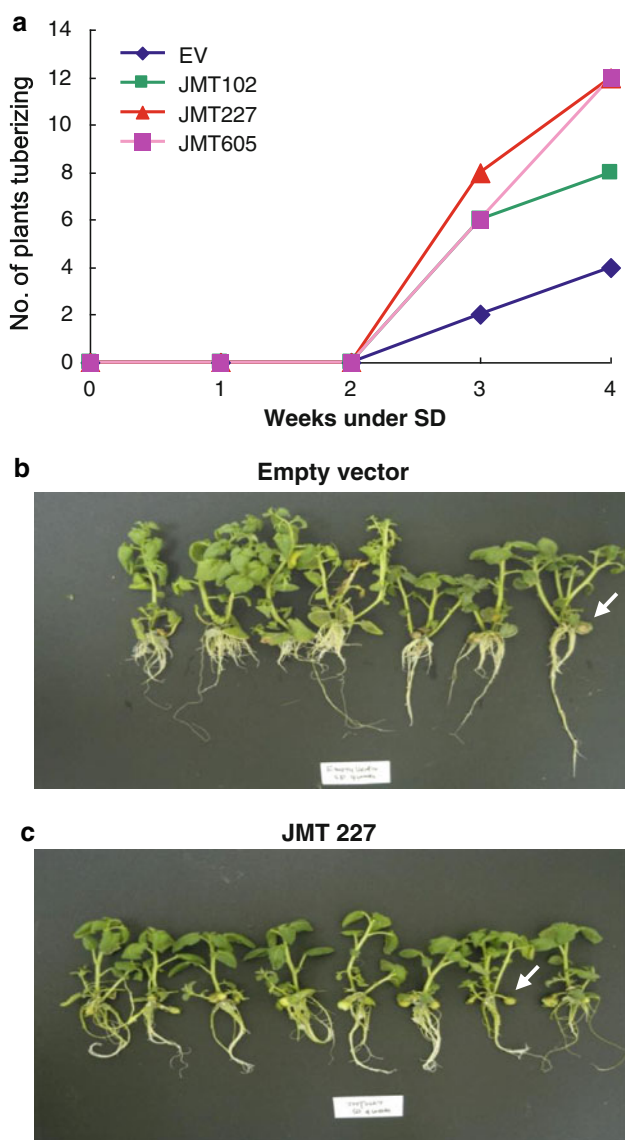 a
14
12
10
8
6
4
2
0
No. of plants tuberizing
EV
JMT102
JMT227
JMT605
0 1 2 3 4
Weeks under SD
b
Empty vector
c
JMT 227